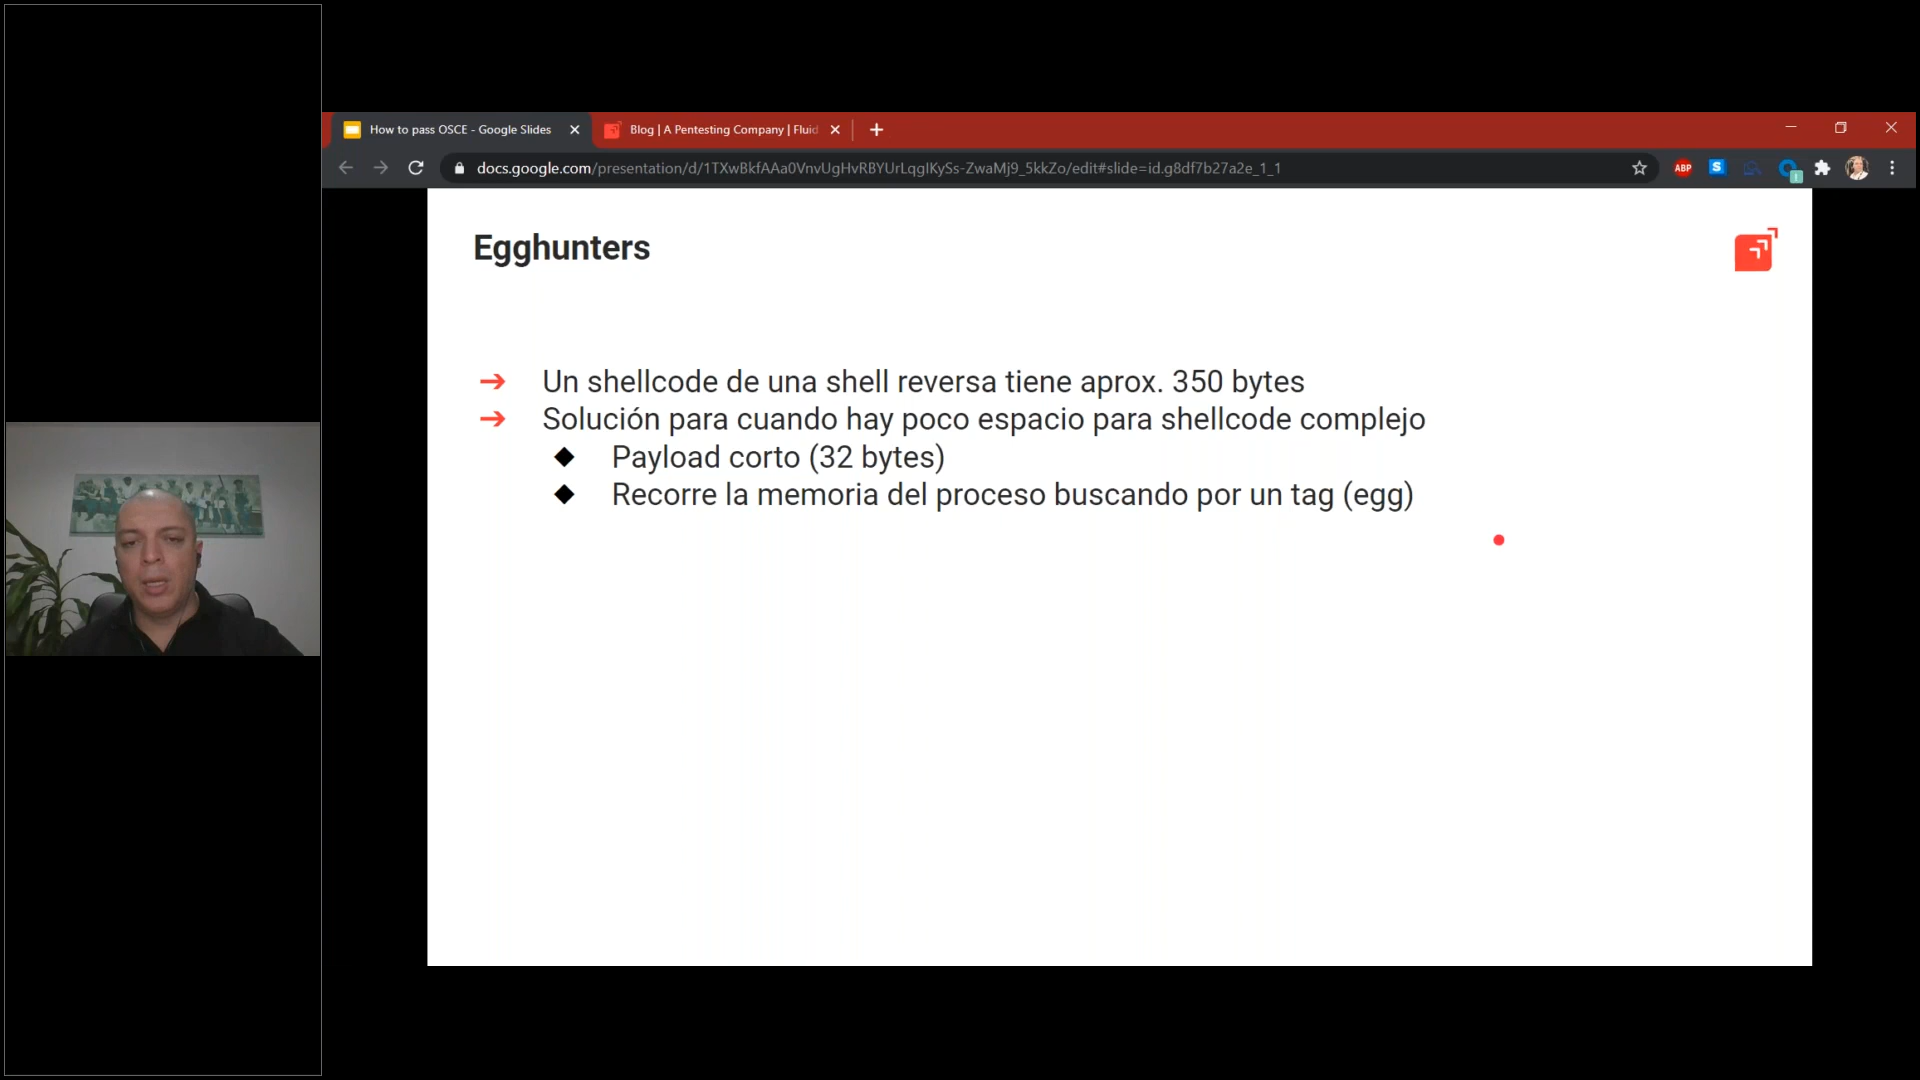 How to pass OSCE - Google Slides
Blog | A Pentesting Company | Fluid
docs.google.com/presentation/d/1TXwBkfAAa0VnvUgHvRBYUrLqgIKySs-ZwaMj9_5kkZo/edit#slide=id.g8df7b27a2e_1_1
ABP
S
Egghunters
➔ Un shellcode de una shell reversa tiene aprox. 350 bytes
➔ Solución para cuando hay poco espacio para shellcode complejo
◆ Payload corto (32 bytes)
◆ Recorre la memoria del proceso buscando por un tag (egg)